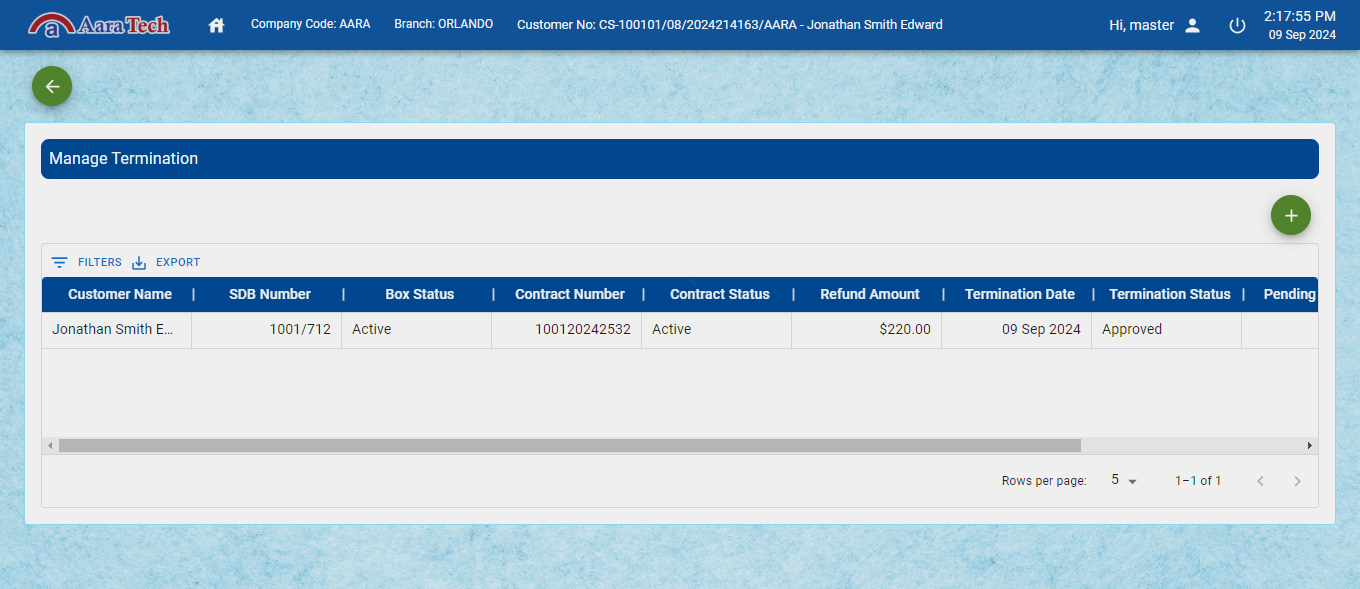 Aara Tech
Company Code: AARA
Branch: ORLANDO
Customer No: CS-100101/08/2024214163/AARA - Jonathan Smith Edward
Hi, master
2:17:55 PM
09 Sep 2024
Manage Termination
FILTERS
EXPORT
Customer Name | SDB Number | Box Status | Contract Number | Contract Status | Refund Amount | Termination Date | Termination Status | Pending
Jonathan Smith E... 1001/712 Active 100120242532 Active $220.00 09 Sep 2024 Approved
Rows per page: 5 1–1 of 1